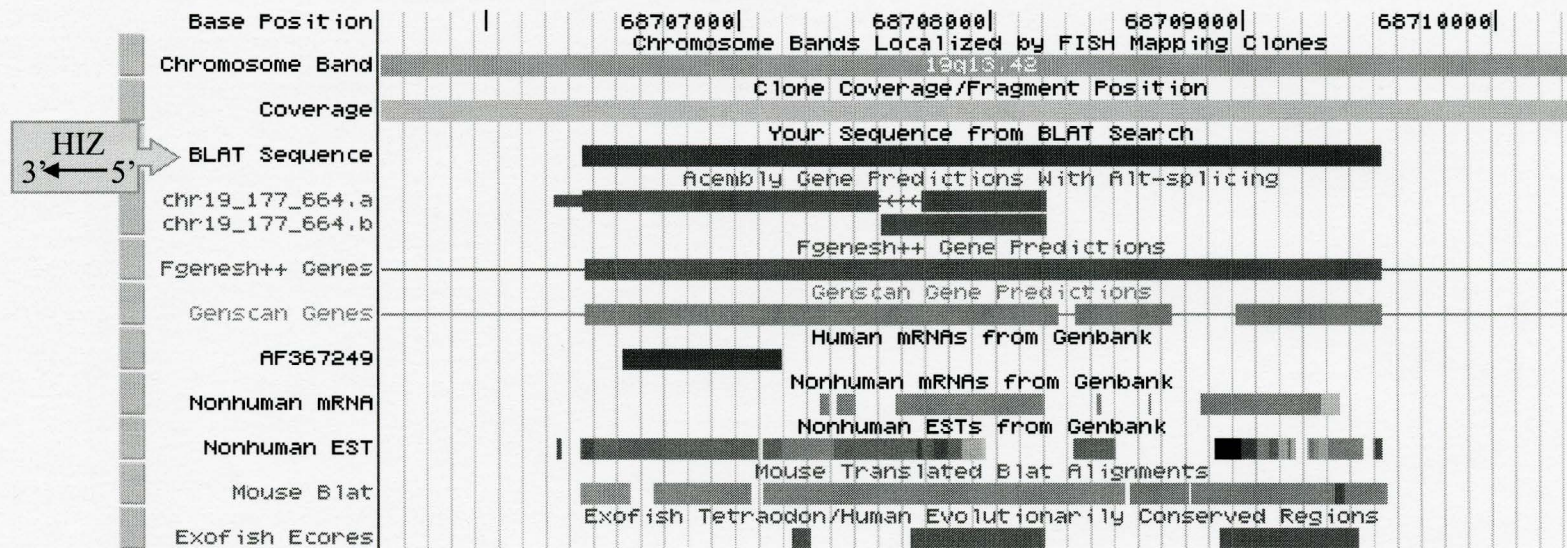 Base Position 68707000 68708000 68709000 68710000
Chromosome Bands Localized by FISH Mapping Clones
Chromosome Band 19q13.42
Clone Coverage/Fragment Position
Coverage
Your Sequence from BLAT Search
HIZ
3' 5'
BLAT Sequence
Acembly Gene Predictions With Alt-splicing
chr19_177_664.a
chr19_177_664.b
Fgenesh++ Gene Predictions
Fgenesh++ Genes
Genscan Gene Predictions
Genscan Genes
Human mRNAs from Genbank
AF367249
Nonhuman mRNAs from Genbank
Nonhuman mRNA
Nonhuman ESTs from Genbank
Nonhuman EST
Mouse Translated Blat Alignments
Mouse Blat
Exofish Tetraodon/Human Evolutionarily Conserved Regions
Exofish Ecores